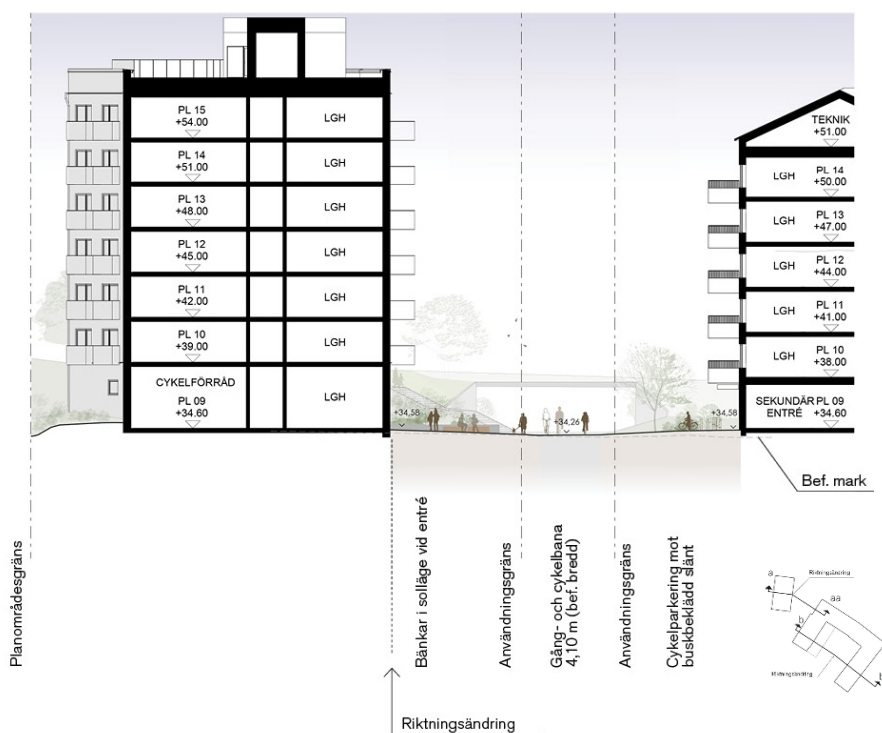 PL 15
+54.00
LGH
PL 14
+51.00
LGH
PL 13
+48.00
LGH
PL 12
+45.00
LGH
PL 11
+42.00
LGH
PL 10
+39.00
LGH
CYKELFÖRRÅD
PL 09
+34.60
LGH
TEKNIK
+51.00
LGH PL 14
+50.00
LGH PL 13
+47.00
LGH PL 12
+44.00
LGH PL 11
+41.00
LGH PL 10
+38.00
SEKUNDÄR PL 09
ENTRÉ +34.60
+34,58
+34,26
+34,58
Bef. mark
Planområdesgräns
Bänkar i solläge vid entré
Användningsgräns
Gång- och cykelbana
4,10 m (bef. bredd)
Användningsgräns
Cykelparkering mot
buskbeklädd slänt
Riktningsändring
a
Riktningsändring
aa
b
Riktningsändring